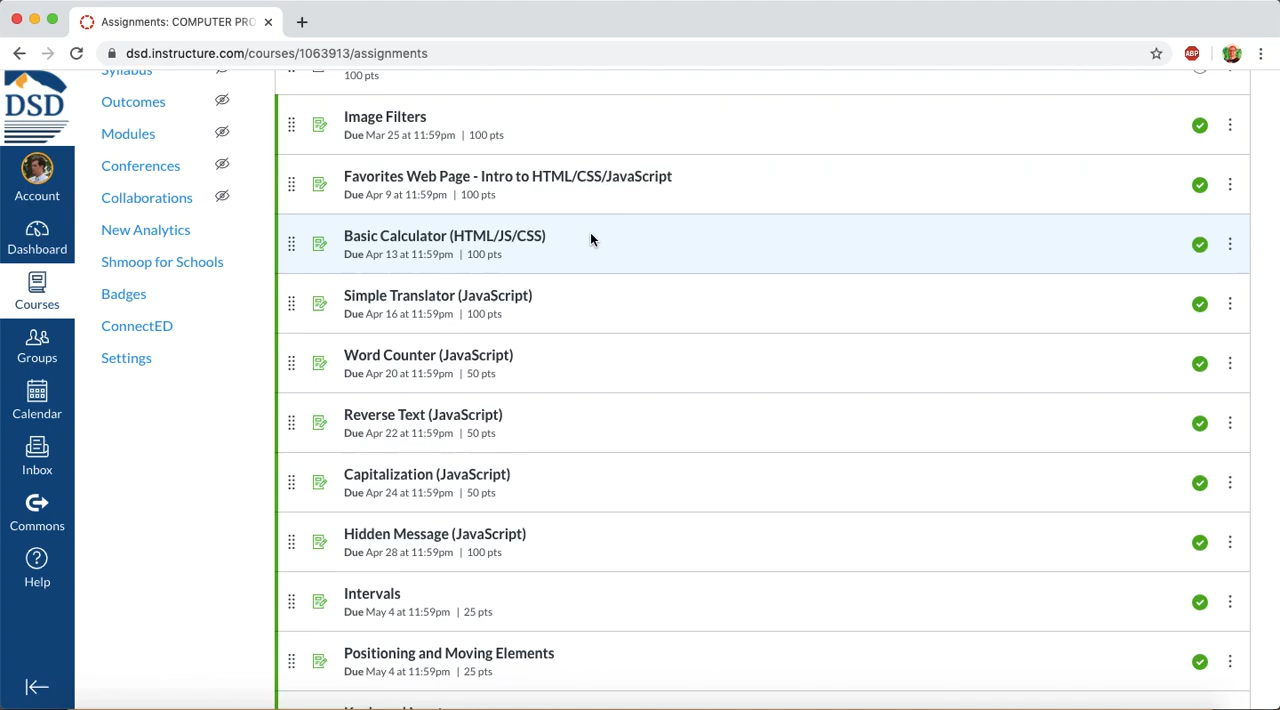 Assignments: COMPUTER PRO
dsd.instructure.com/courses/1063913/assignments
ABP
DSD
Account
Dashboard
Courses
Groups
Calendar
Inbox
Commons
Help
Syllabus
Outcomes
Modules
Conferences
Collaborations
New Analytics
Shmoop for Schools
Badges
ConnectED
Settings
100 pts
Image Filters
Due Mar 25 at 11:59pm | 100 pts
Favorites Web Page - Intro to HTML/CSS/JavaScript
Due Apr 9 at 11:59pm | 100 pts
Basic Calculator (HTML/JS/CSS)
Due Apr 13 at 11:59pm | 100 pts
Simple Translator (JavaScript)
Due Apr 16 at 11:59pm | 100 pts
Word Counter (JavaScript)
Due Apr 20 at 11:59pm | 50 pts
Reverse Text (JavaScript)
Due Apr 22 at 11:59pm | 50 pts
Capitalization (JavaScript)
Due Apr 24 at 11:59pm | 50 pts
Hidden Message (JavaScript)
Due Apr 28 at 11:59pm | 100 pts
Intervals
Due May 4 at 11:59pm | 25 pts
Positioning and Moving Elements
Due May 4 at 11:59pm | 25 pts